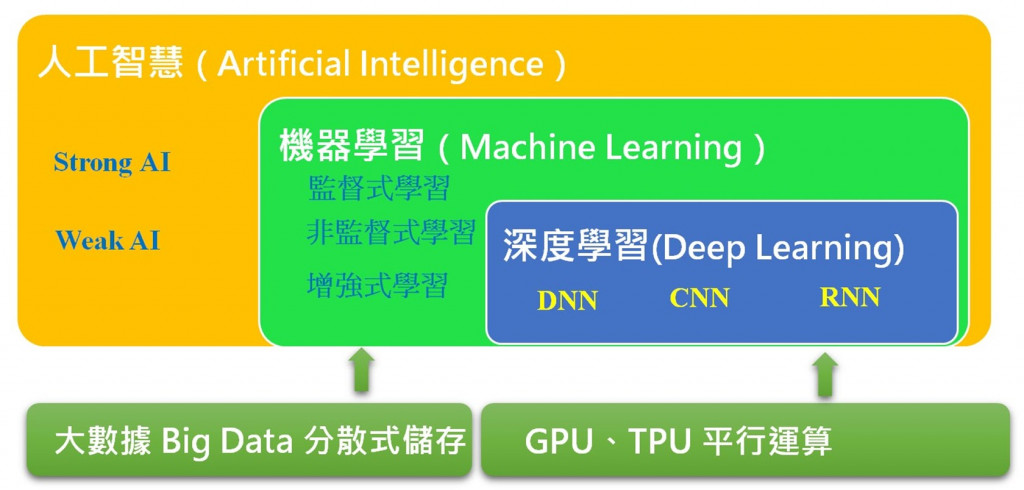 人工智慧（Artificial Intelligence）
Strong AI
Weak AI
機器學習（Machine Learning）
監督式學習
非監督式學習
增強式學習
深度學習(Deep Learning)
DNN CNN RNN
大數據 Big Data 分散式儲存
GPU、TPU 平行運算